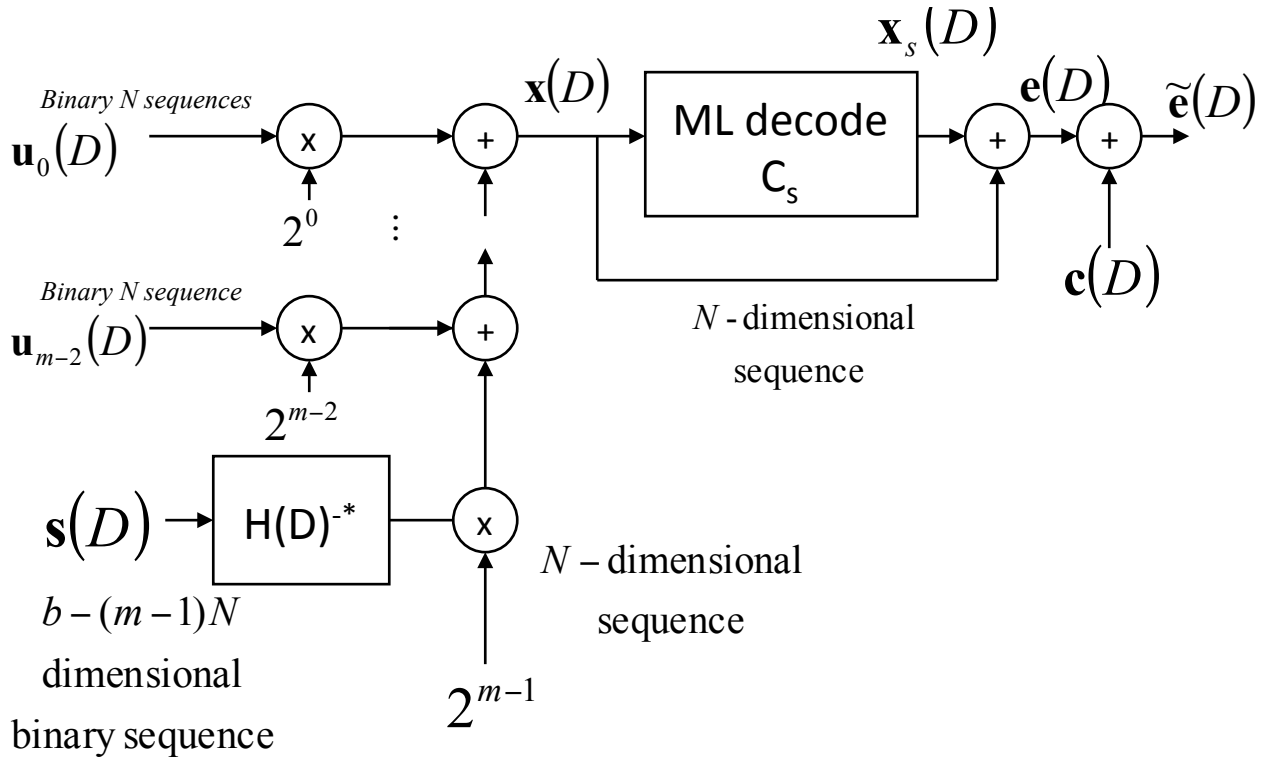 x_s(D)
Binary N sequences
x(D)
e(D)
ẽ(D)
u_0(D)
x
+
ML decode
C_s
+
+
2^0
⋮
c(D)
Binary N sequence
u_{m−2}(D)
x
+
N - dimensional
sequence
2^{m−2}
s(D)
H(D)^{-*}
x
b − (m − 1)N
dimensional
binary sequence
N − dimensional
sequence
2^{m−1}